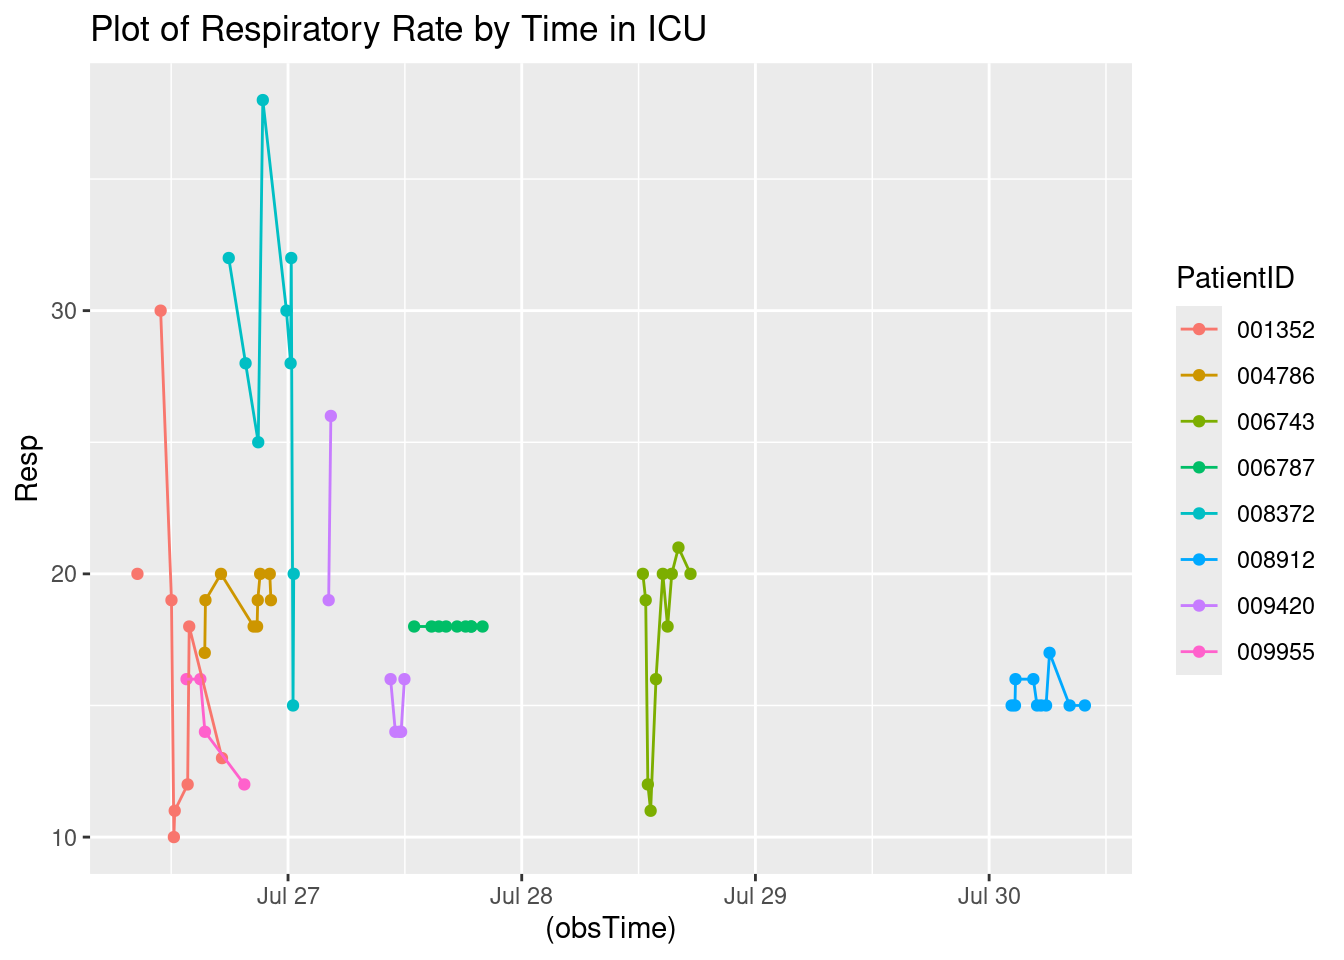 Plot of Respiratory Rate by Time in ICU
Resp
30
20
10
Jul 27
Jul 28
Jul 29
Jul 30
(obsTime)
PatientID
001352
004786
006743
006787
008372
008912
009420
009955